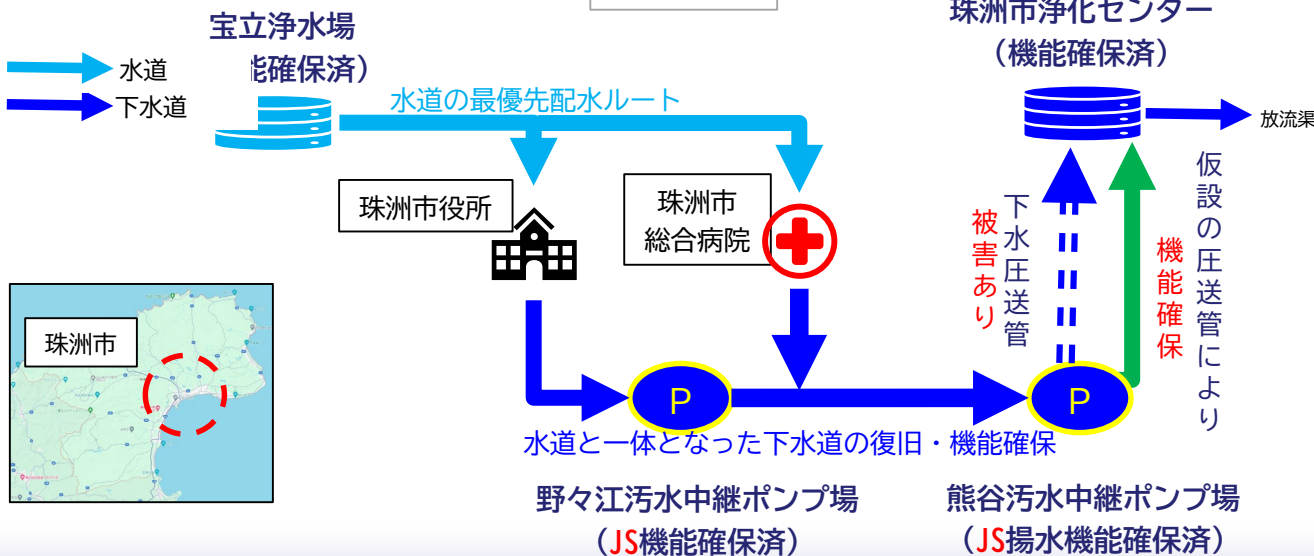 宝立浄水場
能確保済）
水道
下水道
水道の最優先配水ルート
珠洲市浄化センター
（機能確保済）
放流渠
珠洲市役所
珠洲市
総合病院
下水圧送管
被害あり
仮設の圧送管により
機能確保
珠洲市
P
P
水道と一体となった下水道の復旧・機能確保
野々江汚水中継ポンプ場
（JS機能確保済）
熊谷汚水中継ポンプ場
（JS揚水機能確保済）